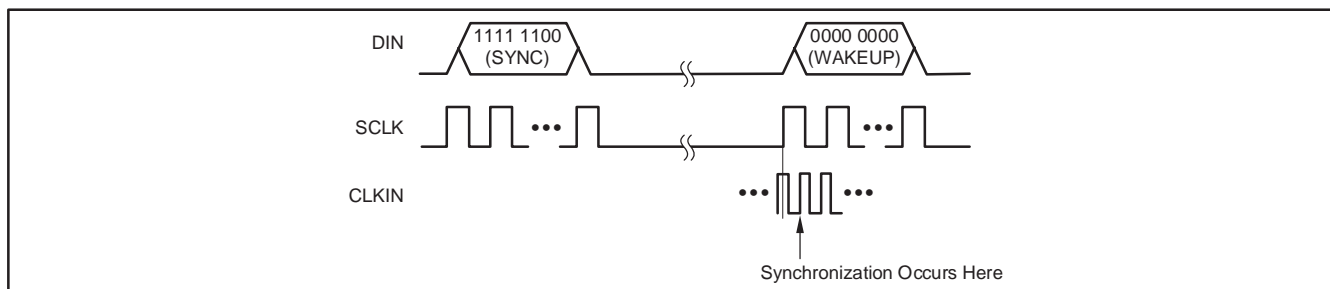 DIN
1111 1100
(SYNC)
0000 0000
(WAKEUP)
SCLK
CLKIN
Synchronization Occurs Here